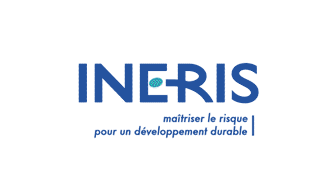 INERIS
maîtriser le risque
pour un développement durable